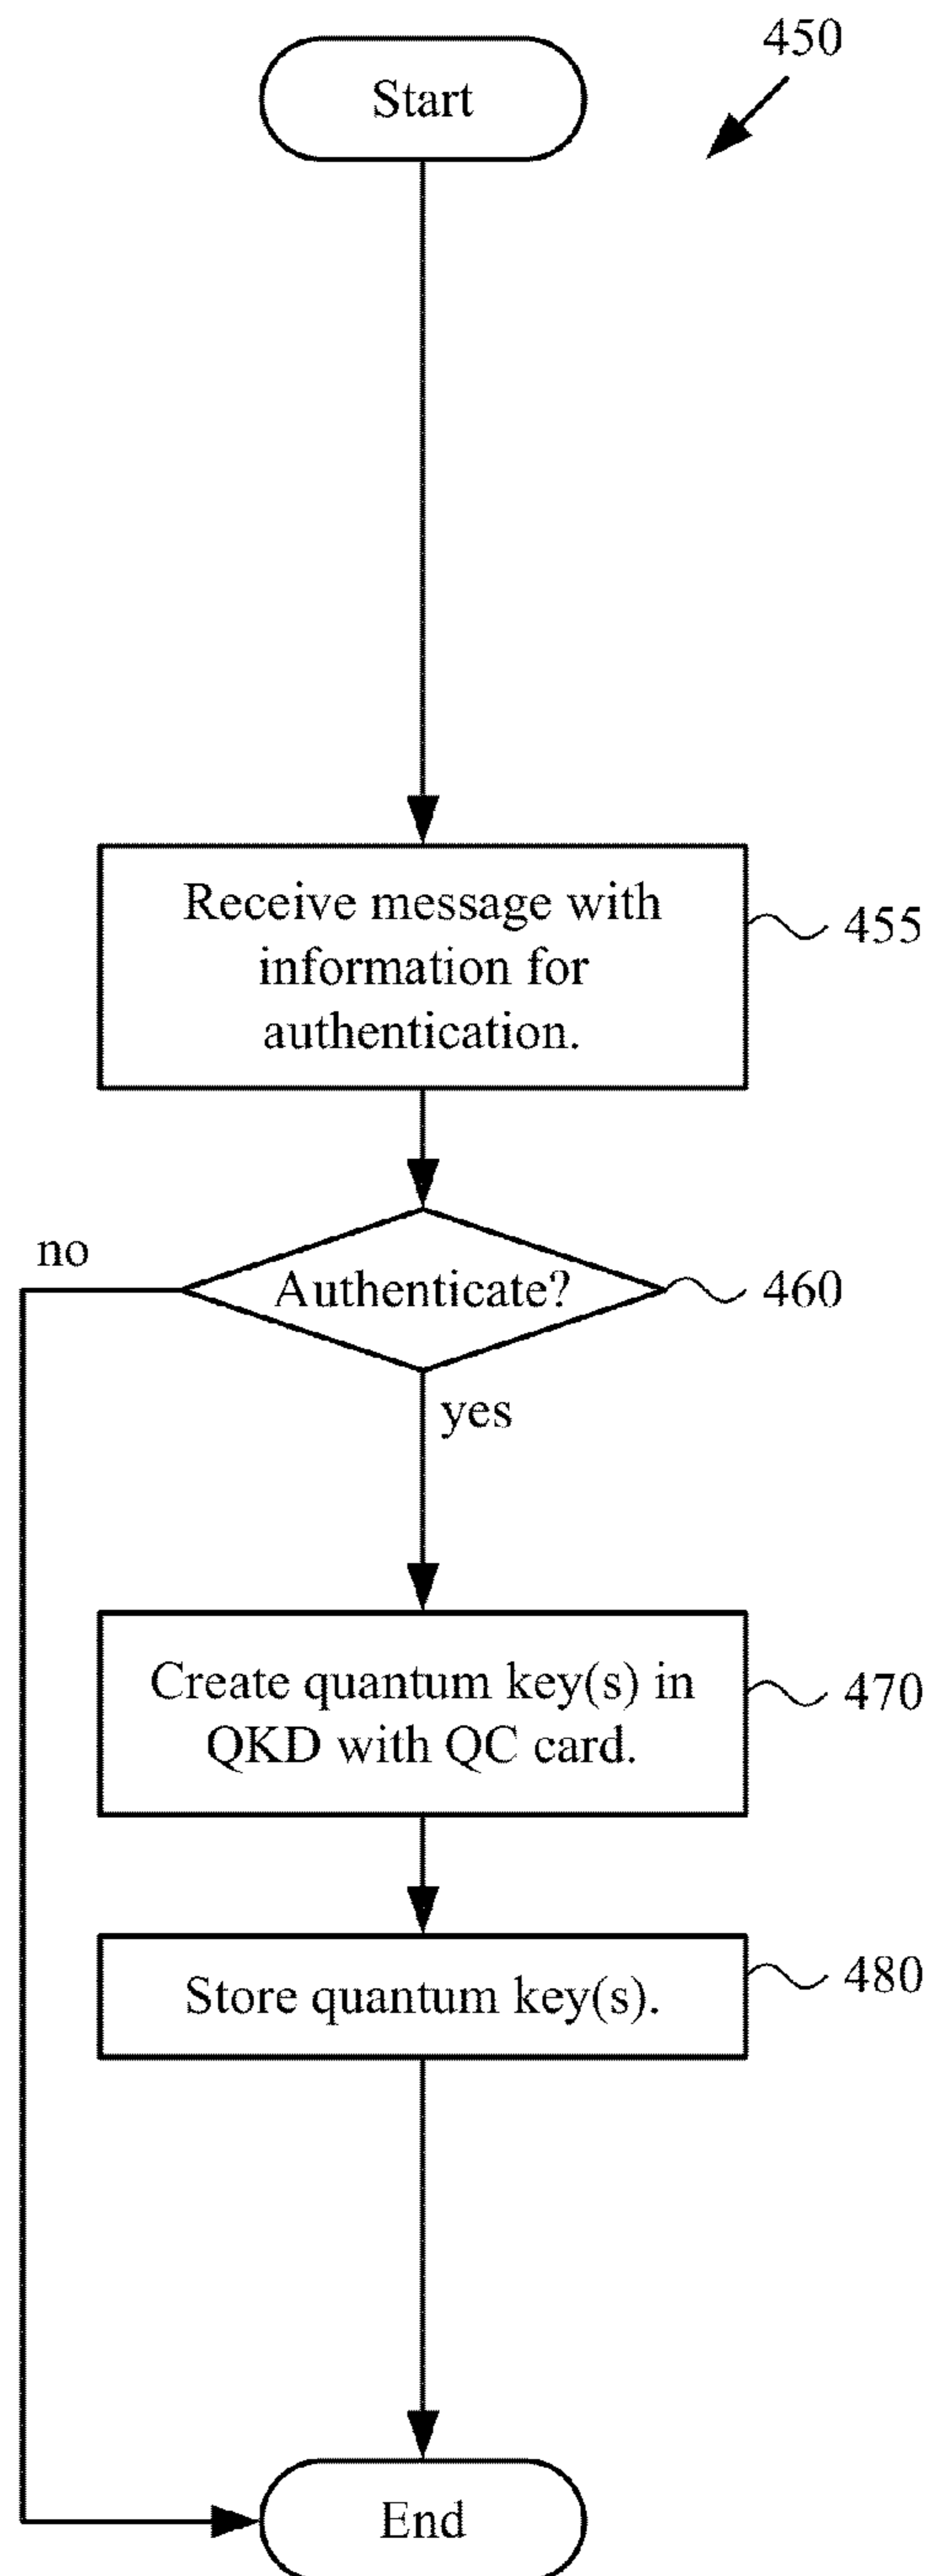 450
Start
Receive message with
information for
authentication.
455
no
Authenticate?
460
yes
Create quantum key(s) in
QKD with QC card.
470
Store quantum key(s).
480
End